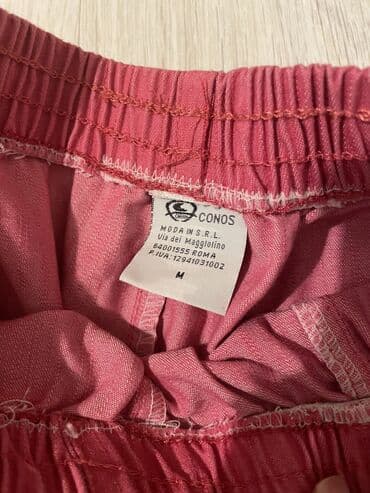 CONOS
MODA IN S.R.L.
Via dei Maggiolino
64001555 ROMA
P.IVA: 12941031002
M